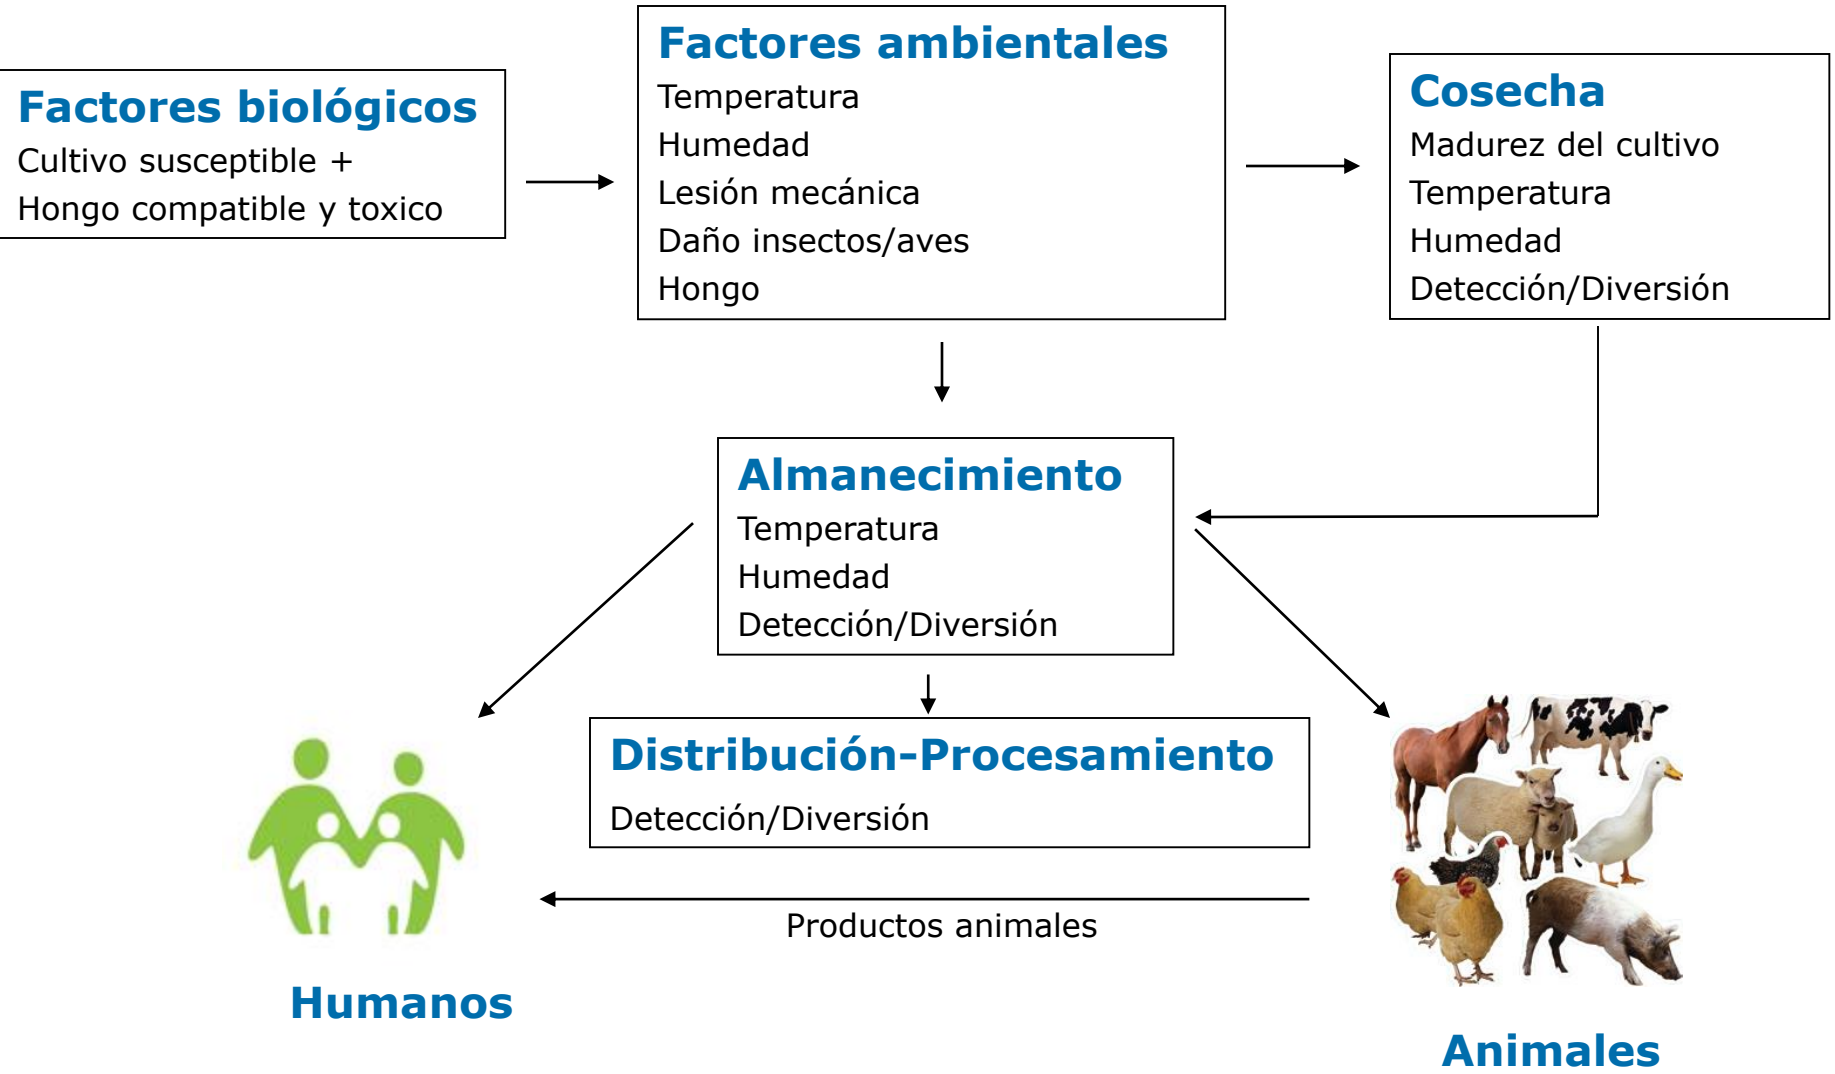 Factores biológicos
Cultivo susceptible +
Hongo compatible y toxico
Factores ambientales
Temperatura
Humedad
Lesión mecánica
Daño insectos/aves
Hongo
Cosecha
Madurez del cultivo
Temperatura
Humedad
Detección/Diversión
Almanecimiento
Temperatura
Humedad
Detección/Diversión
Distribución-Procesamiento
Detección/Diversión
Productos animales
Humanos
Animales